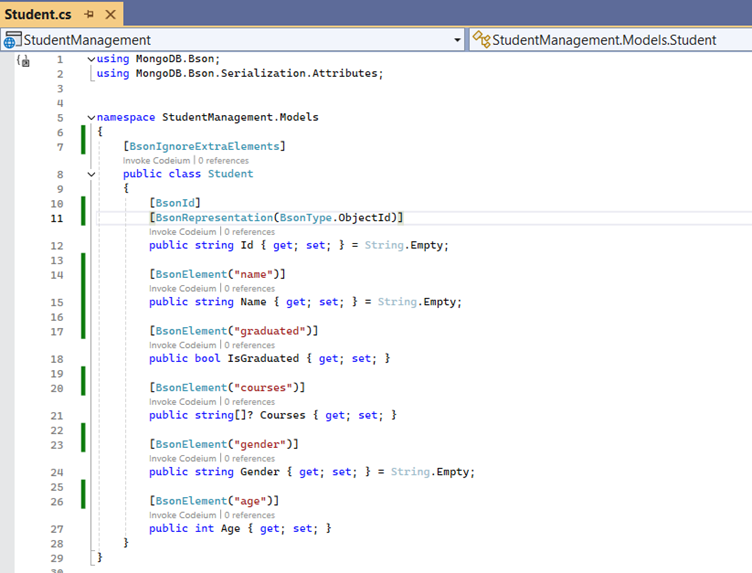 Student.cs
StudentManagement
StudentManagement.Models.Student
1 using MongoDB.Bson;
2 using MongoDB.Bson.Serialization.Attributes;
3
4
5 namespace StudentManagement.Models
6 {
7 [BsonIgnoreExtraElements]
Invoke Codeium | 0 references
8 public class Student
9 {
10 [BsonId]
11 [BsonRepresentation(BsonType.ObjectId)]
Invoke Codeium | 0 references
12 public string Id { get; set; } = String.Empty;
13
14 [BsonElement("name")]
Invoke Codeium | 0 references
15 public string Name { get; set; } = String.Empty;
16
17 [BsonElement("graduated")]
Invoke Codeium | 0 references
18 public bool IsGraduated { get; set; }
19
20 [BsonElement("courses")]
Invoke Codeium | 0 references
21 public string[]? Courses { get; set; }
22
23 [BsonElement("gender")]
Invoke Codeium | 0 references
24 public string Gender { get; set; } = String.Empty;
25
26 [BsonElement("age")]
Invoke Codeium | 0 references
27 public int Age { get; set; }
28 }
29 }
30